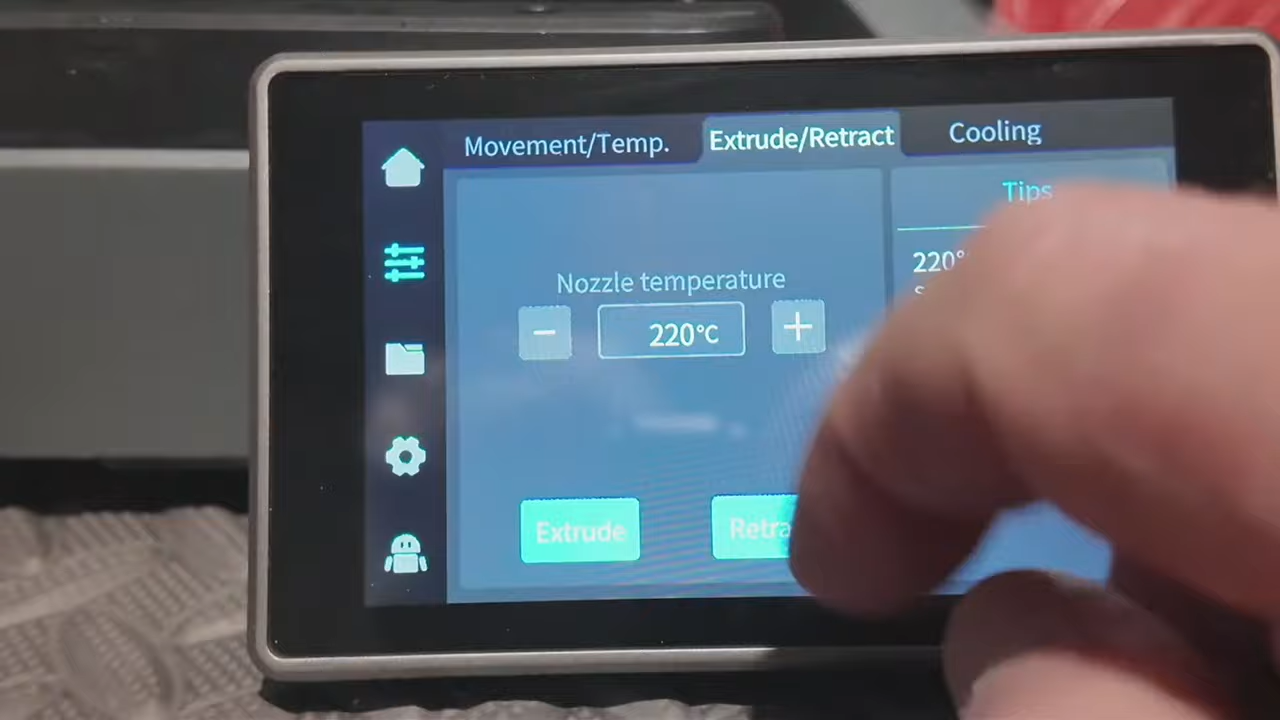 Movement/Temp. Extrude/Retract Cooling
Tips
Nozzle temperature
220°
− 220°C +
Extrude